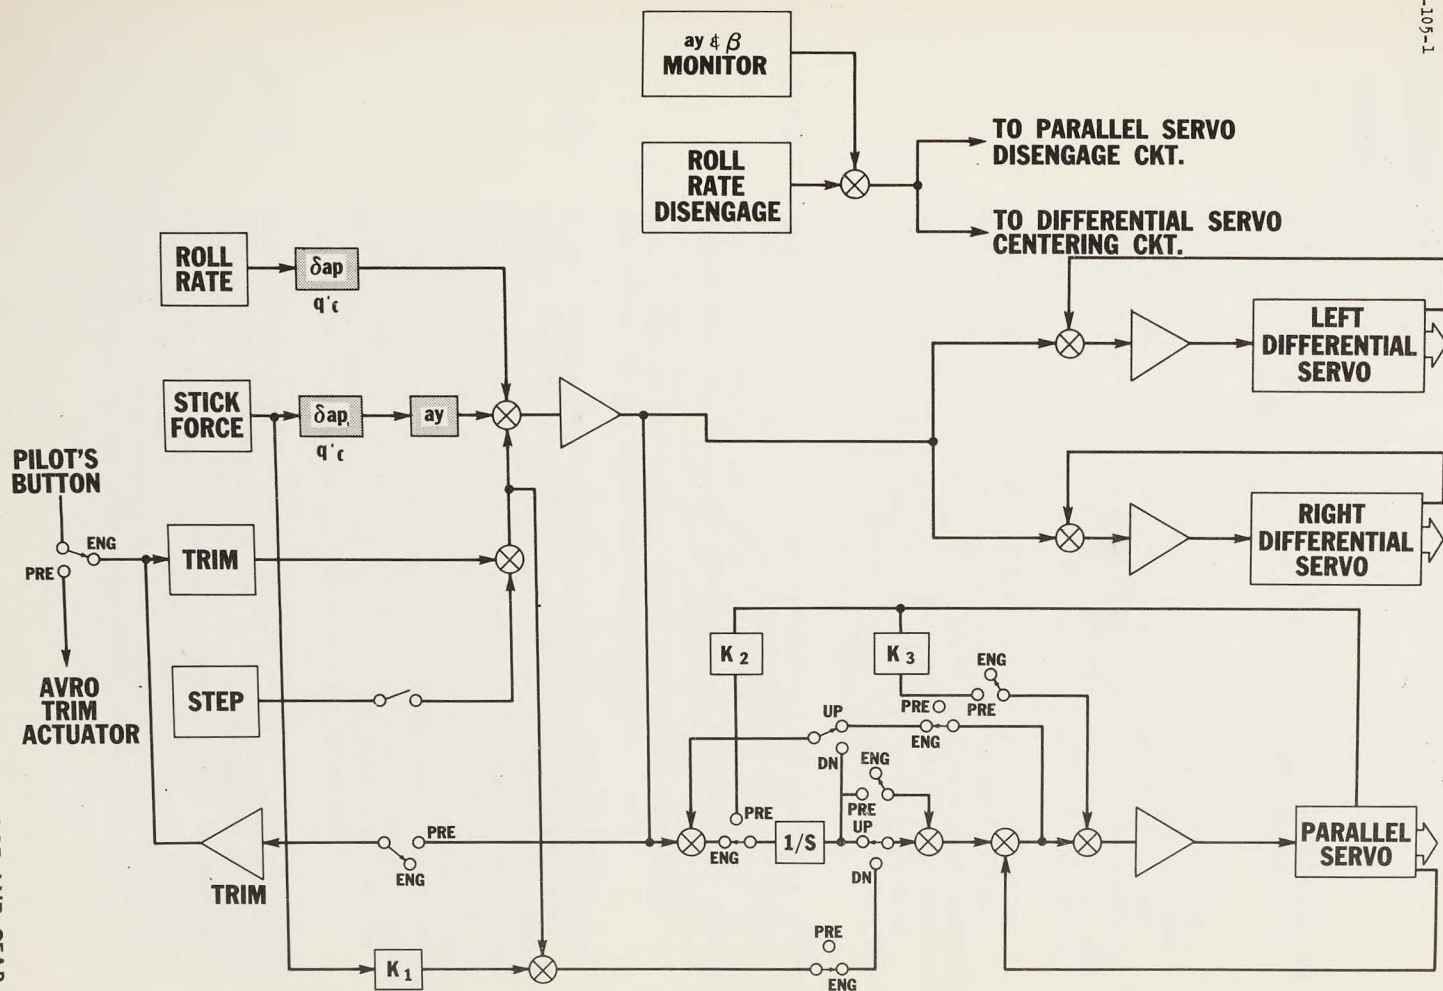 -105-1
ay ¢ β
MONITOR
ROLL
RATE
DISENGAGE
TO PARALLEL SERVO
DISENGAGE CKT.
TO DIFFERENTIAL SERVO
CENTERING CKT.
ROLL
RATE
δap
q'c
LEFT
DIFFERENTIAL
SERVO
STICK
FORCE
δap
q'c
ay
PILOT'S
BUTTON
ENG
PRE
TRIM
RIGHT
DIFFERENTIAL
SERVO
AVRO
TRIM
ACTUATOR
STEP
K2
K3
ENG
PRE
PRE
UP
ENG
DN
ENG
PRE
PRE
UP
ENG
1/S
DN
PRE
ENG
TRIM
PARALLEL
SERVO
K1
PRE
ENG